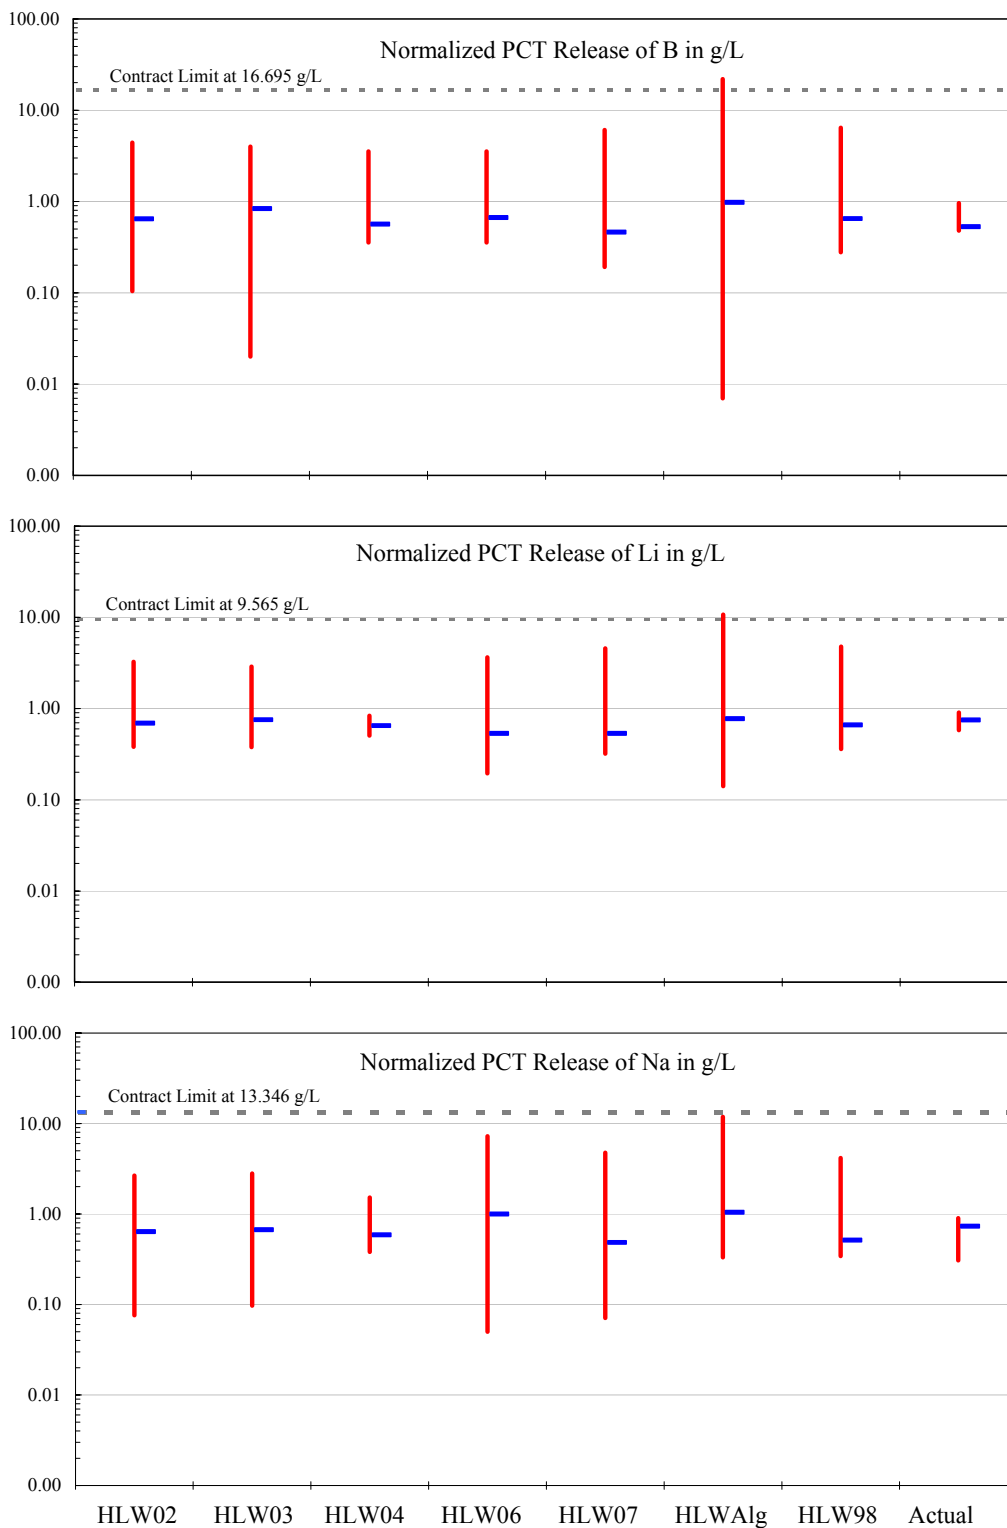 100.00
Normalized PCT Release of B in g/L
Contract Limit at 16.695 g/L
10.00
1.00
0.10
0.01
0.00
100.00
Normalized PCT Release of Li in g/L
Contract Limit at 9.565 g/L
10.00
1.00
0.10
0.01
0.00
100.00
Normalized PCT Release of Na in g/L
Contract Limit at 13.346 g/L
10.00
1.00
0.10
0.01
0.00
HLW02 HLW03 HLW04 HLW06 HLW07 HLWAlg HLW98 Actual